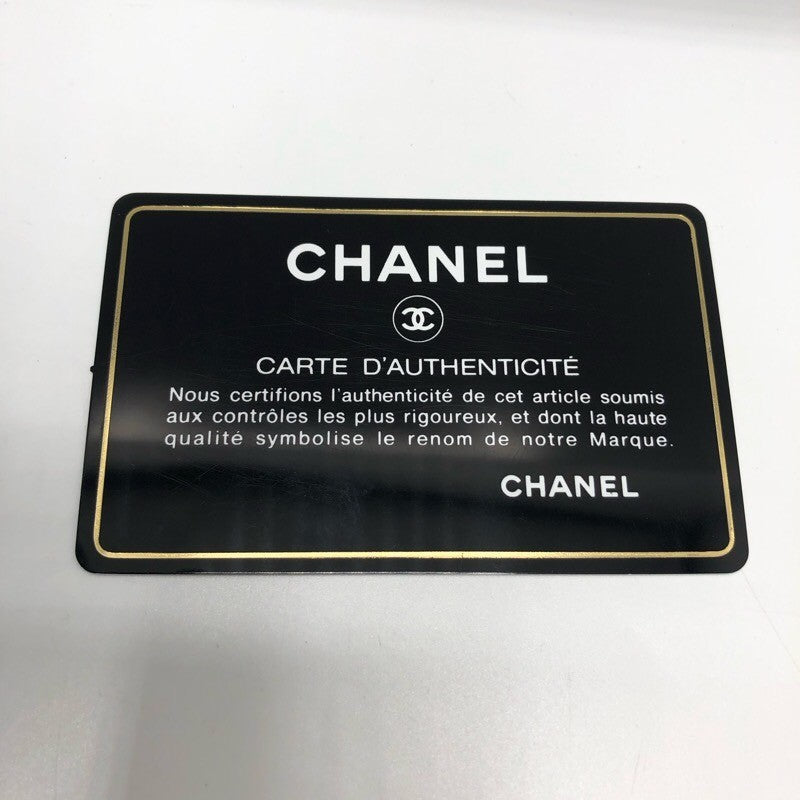 CHANEL
CARTE D'AUTHENTICITÉ
Nous certifions l'authenticité de cet article soumis
aux contrôles les plus rigoureux, et dont la haute
qualité symbolise le renom de notre Marque.
CHANEL